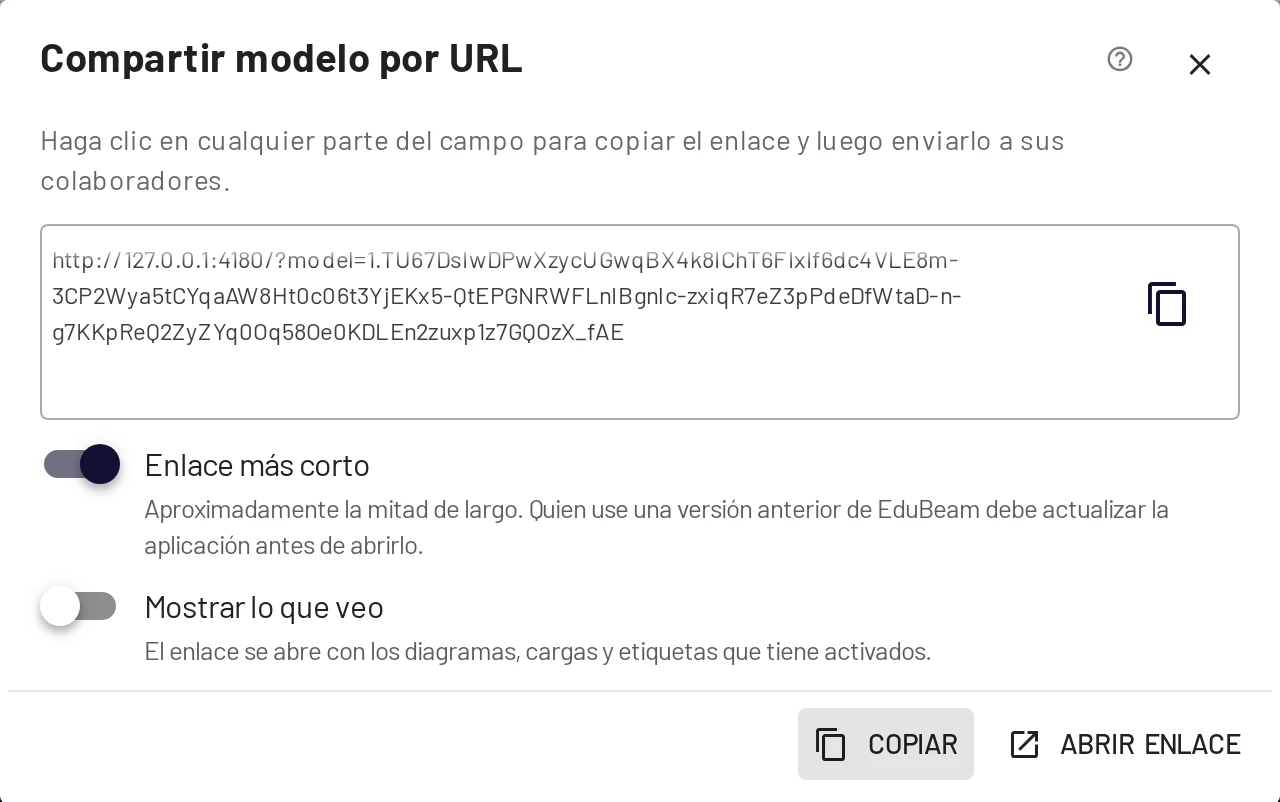 Compartir modelo por URL
Haga clic en cualquier parte del campo para copiar el enlace y luego enviarlo a sus
colaboradores.
http://127.0.0.1:4180/?model=1.TU67DsIwDPwXzycUGwqBX4k8IChT6FIxIf6dc4VLE8m-
3CP2Wya5tCYqaAW8Ht0c06t3YjEKx5-QtEPGNRWFLnIBgnIc-zxiqR7eZ3pPdeDfWtaD-n-
g7KKpReQ2ZyZYq0Oq58Oe0KDLEn2zuxp1z7GQOzX_fAE
Enlace más corto
Aproximadamente la mitad de largo. Quien use una versión anterior de EduBeam debe actualizar la
aplicación antes de abrirlo.
Mostrar lo que veo
El enlace se abre con los diagramas, cargas y etiquetas que tiene activados.
COPIAR
ABRIR ENLACE